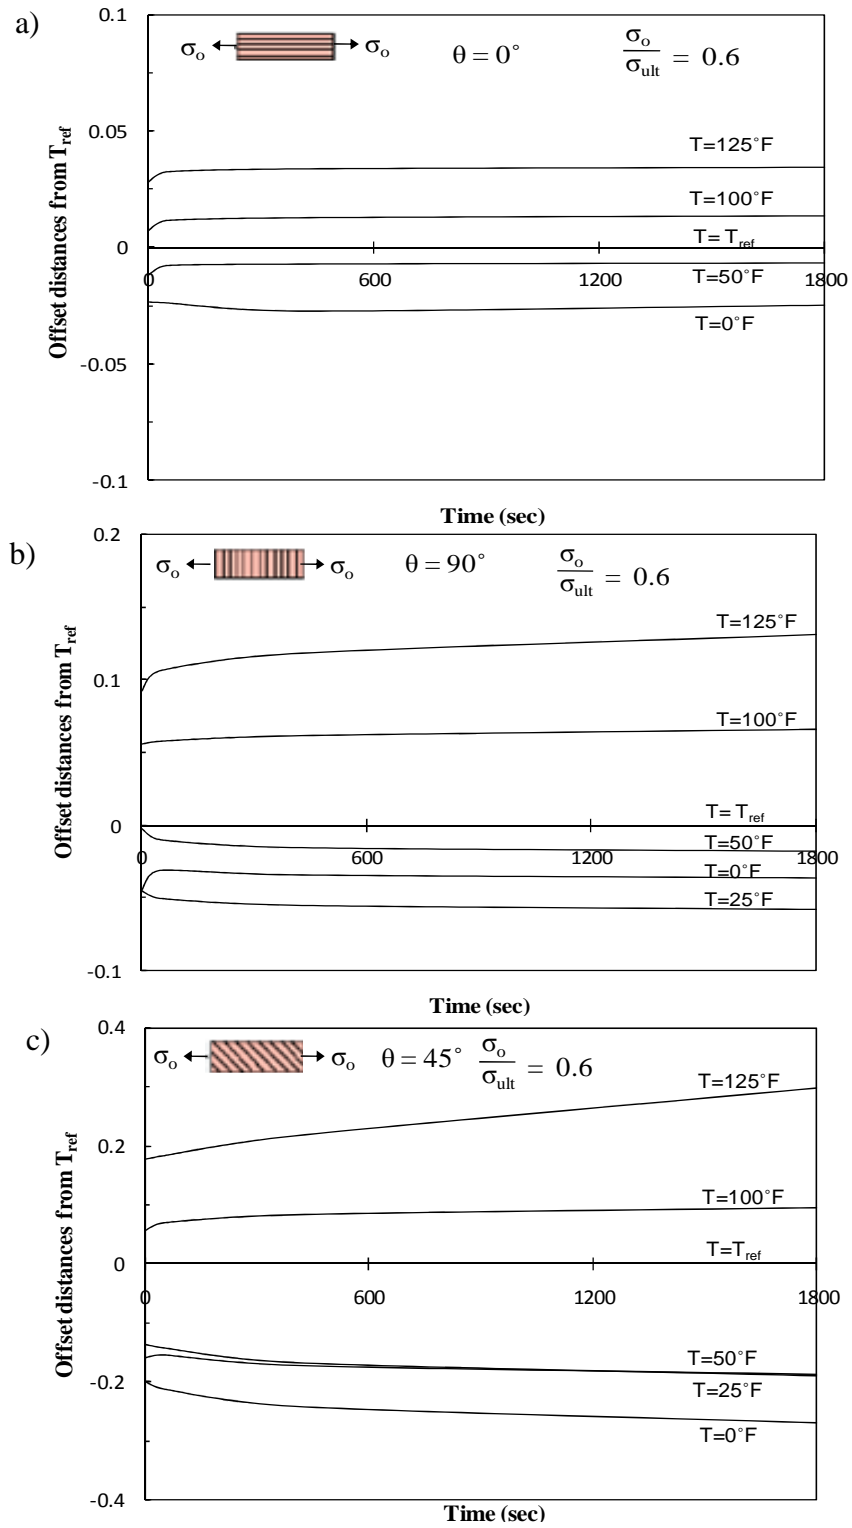 a)
0.1
σo
σo
θ = 0˚
σo
σult
= 0.6
0.05
T=125˚F
T=100˚F
T= Tref
0
0
600
1200
1800
T=50˚F
T=0˚F
-0.05
-0.1
Offset distances from Tref
Time (sec)
b)
0.2
σo
σo
θ = 90˚
σo
σult
= 0.6
T=125˚F
0.1
T=100˚F
T= Tref
0
T=50˚F
0
600
1200
1800
T=0˚F
T=25˚F
-0.1
Offset distances from Tref
Time (sec)
c)
0.4
σo
σo
θ = 45˚
σo
σult
= 0.6
T=125˚F
0.2
T=100˚F
T=Tref
0
0
600
1200
1800
T=50˚F
-0.2
T=25˚F
T=0˚F
-0.4
Offset distances from Tref
Time (sec)